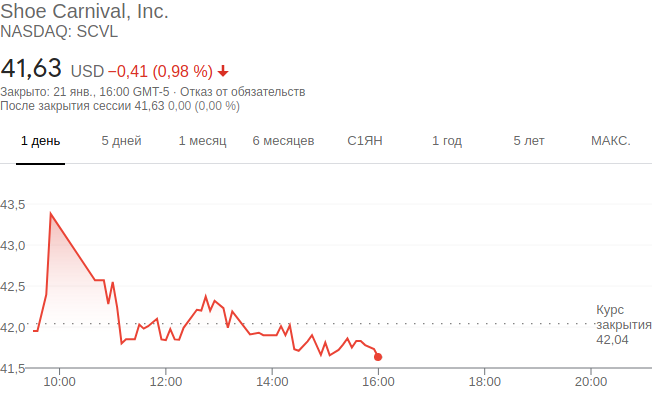 Shoe Carnival, Inc.
NASDAQ: SCVL
41,63 USD −0,41 (0,98 %)
Закрыто: 21 янв., 16:00 GMT-5 · Отказ от обязательств
После закрытия сессии 41,63 0,00 (0,00 %)
1 день 5 дней 1 месяц 6 месяцев С1ЯН 1 год 5 лет МАКС.
43,5
43,0
42,5
42,0
41,5
Курс
закрытия
42,04
10:00 12:00 14:00 16:00 18:00 20:00